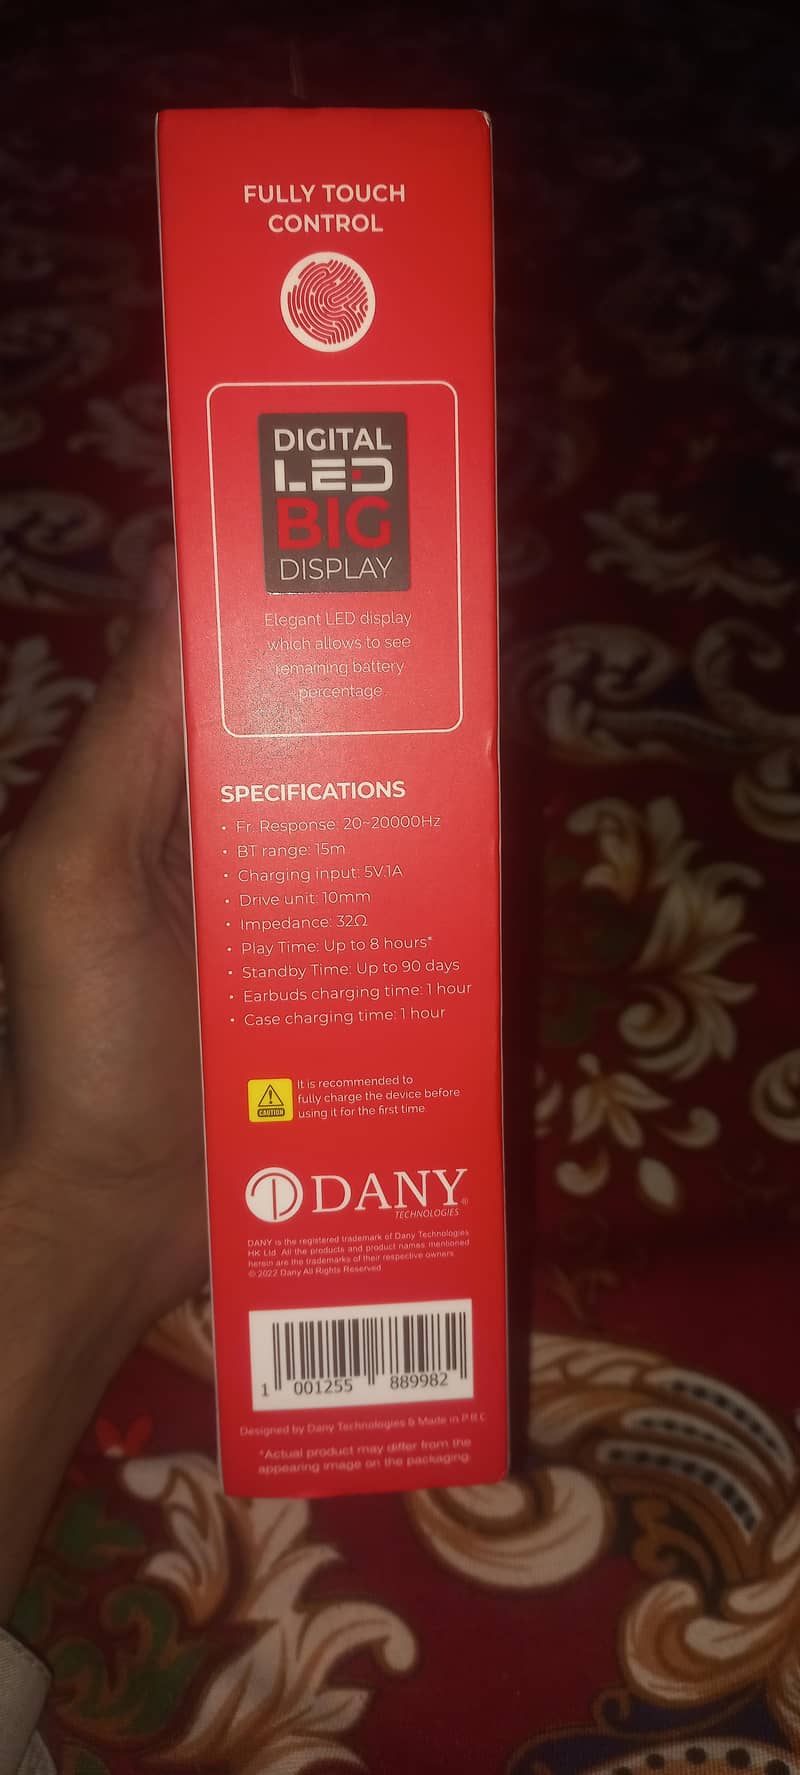 FULLY TOUCH
CONTROL
DIGITAL
LED
BIG
DISPLAY
Elegant LED display
which allows to see
remaining battery
percentage.
SPECIFICATIONS
• Fr. Response: 20~20000Hz
• BT range: 15m
• Charging input: 5V.1A
• Drive unit: 10mm
• Impedance: 32Ω
• Play Time: Up to 8 hours*
• Standby Time: Up to 90 days
• Earbuds charging time: 1 hour
• Case charging time: 1 hour
CAUTION
It is recommended to
fully charge the device before
using it for the first time.
DANY®
TECHNOLOGIES
DANY is the registered trademark of Dany Technologies
HK Ltd. All the products and product names mentioned
herein are the trademarks of their respective owners.
© 2022 Dany All Rights Reserved
1 001255 889982
Designed by Dany Technologies & Made in P.R.C
*Actual product may differ from the
appearing image on the packaging.